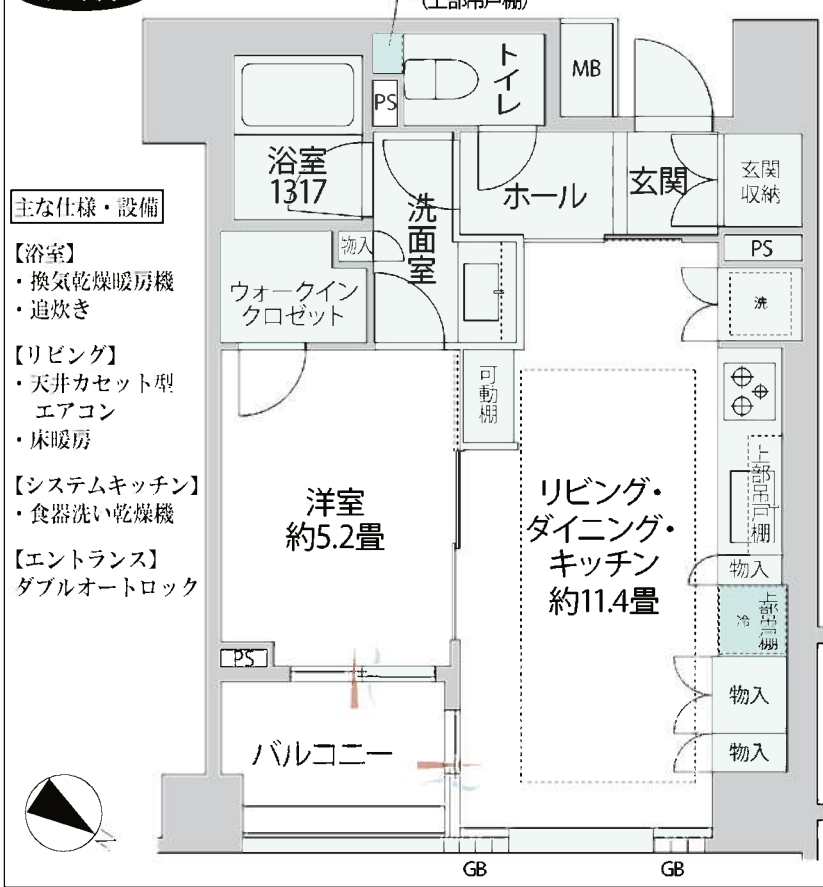 (上部吊戸棚)
トイレ
MB
PS
浴室
1317
洗面室
ホール
玄関
玄関
収納
物入
PS
ウォークイン
クロゼット
洗
可動棚
主な仕様・設備
【浴室】
・換気乾燥暖房機
・追炊き
【リビング】
・天井カセット型
エアコン
・床暖房
【システムキッチン】
・食器洗い乾燥機
【エントランス】
ダブルオートロック
洋室
約5.2畳
リビング・
ダイニング・
キッチン
約11.4畳
上部吊戸棚
物入
冷
上部吊戸棚
物入
物入
PS
バルコニー
N
GB
GB